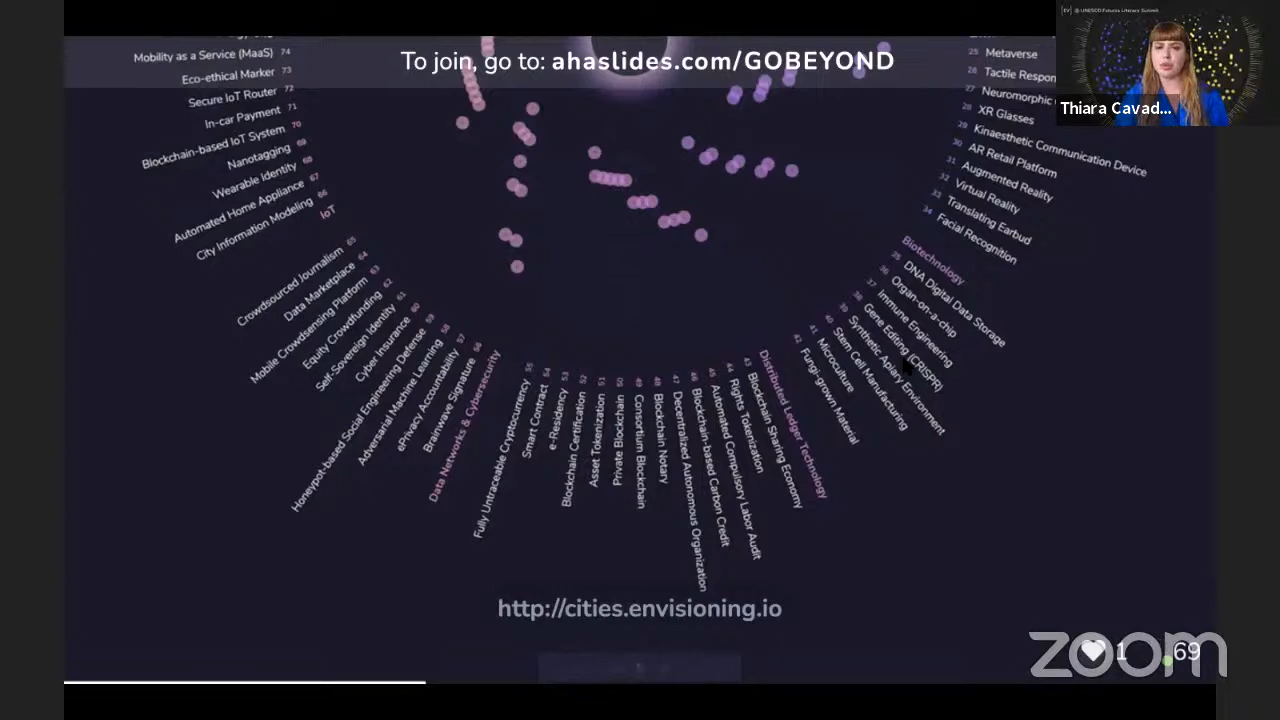 [EV] @ UNESCO Futures Literacy Summit
Thiara Cavad...
To join, go to: ahaslides.com/GOBEYOND
25 Metaverse
26 Tactile Respon
27 Neuromorphic
28 XR Glasses
29 Kinaesthetic Communication Device
30 AR Retail Platform
31 Augmented Reality
32 Virtual Reality
33 Translating Earbud
34 Facial Recognition
Biotechnology
35 DNA Digital Data Storage
36 Organ-on-a-chip
37 Immune Engineering
38 Gene Editing (CRISPR)
39 Synthetic Apiary Environment
40 Stem Cell Manufacturing
41 Microculture
42 Fungi-grown Material
Distributed Ledger Technology
43 Blockchain Sharing Economy
44 Rights Tokenization
45 Automated Compulsory Labor Audit
46 Blockchain-based Carbon Credit
47 Decentralized Autonomous Organization
48 Blockchain Notary
49 Consortium Blockchain
50 Private Blockchain
51 Asset Tokenization
52 Blockchain Certification
53 e-Residency
54 Smart Contract
55 Fully Untraceable Cryptocurrency
Data Networks & Cybersecurity
56 Brainwave Signature
57 ePrivacy Accountability
58 Adversarial Machine Learning
59 Honeypot-based Social Engineering Defense
60 Cyber Insurance
61 Self-Sovereign Identity
62 Equity Crowdfunding
63 Mobile Crowdsensing Platform
64 Data Marketplace
65 Crowdsourced Journalism
IoT
City Information Modeling 66
Automated Home Appliance 67
Wearable Identity 68
Nanotagging 69
Blockchain-based IoT System 70
In-car Payment 71
Secure IoT Router 72
Eco-ethical Marker 73
Mobility as a Service (MaaS) 74
http://cities.envisioning.io
zoom
1
69